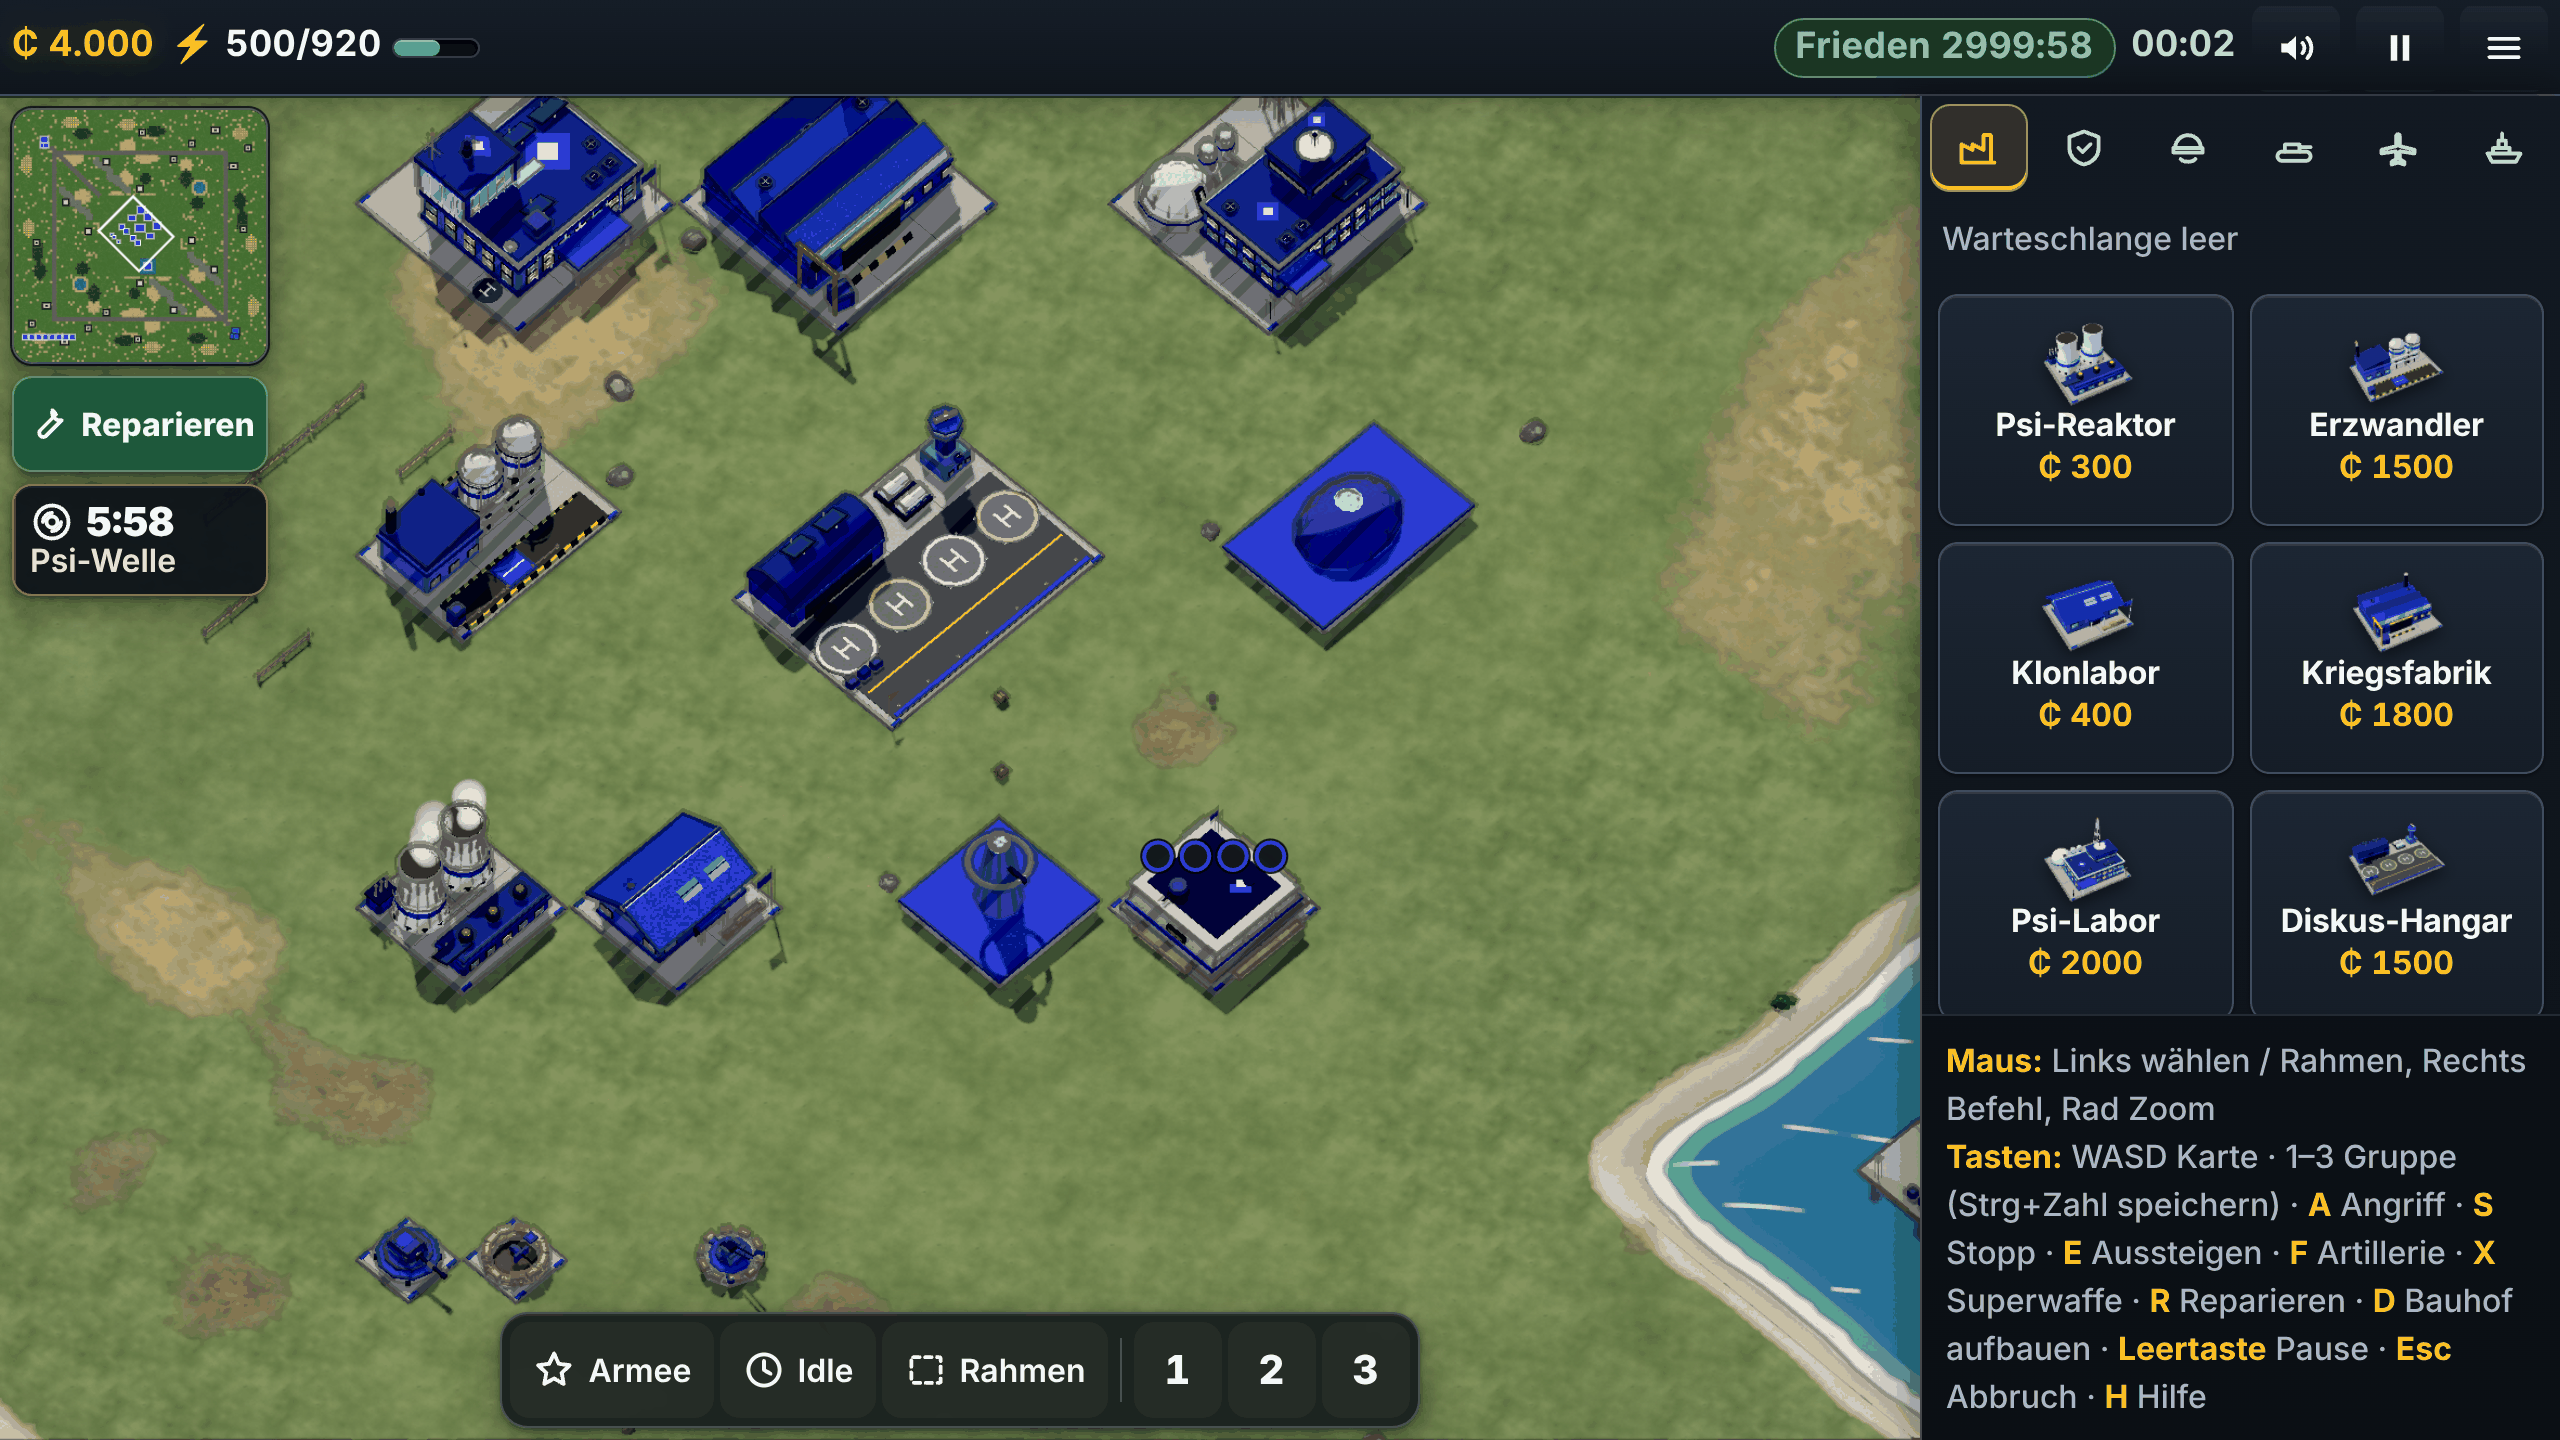 ₵ 4.000 ⚡ 500/920
Frieden 2999:58 00:02
Reparieren
5:58
Psi-Welle
H
H
H
H
H
Armee
Idle
Rahmen
1
2
3
Warteschlange leer
Psi-Reaktor
₵ 300
Erzwandler
₵ 1500
Klonlabor
₵ 400
Kriegsfabrik
₵ 1800
Psi-Labor
₵ 2000
Diskus-Hangar
₵ 1500
Maus: Links wählen / Rahmen, Rechts
Befehl, Rad Zoom
Tasten: WASD Karte · 1–3 Gruppe
(Strg+Zahl speichern) · A Angriff · S
Stopp · E Aussteigen · F Artillerie · X
Superwaffe · R Reparieren · D Bauhof
aufbauen · Leertaste Pause · Esc
Abbruch · H Hilfe